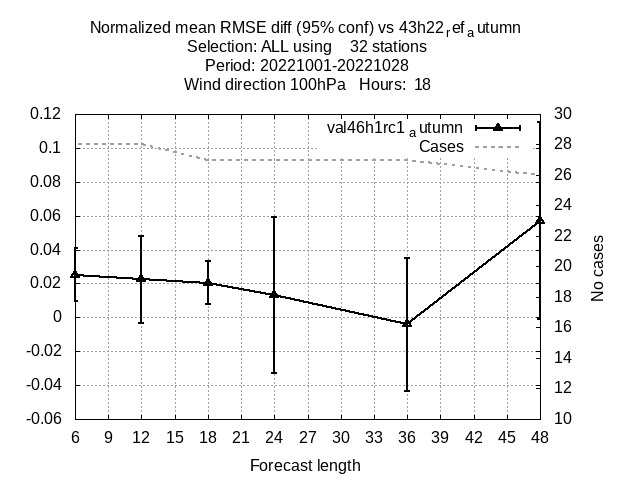 Normalized mean RMSE diff (95% conf) vs 43h22refautumn
Selection: ALL using 32 stations
Period: 20221001-20221028
Wind direction 100hPa Hours: 18
val46h1rc1autumn
Cases
0.12
0.1
0.08
0.06
0.04
0.02
0
-0.02
-0.04
-0.06
30
28
26
24
22
20
18
16
14
12
10
No cases
6 9 12 15 18 21 24 27 30 33 36 39 42 45 48
Forecast length